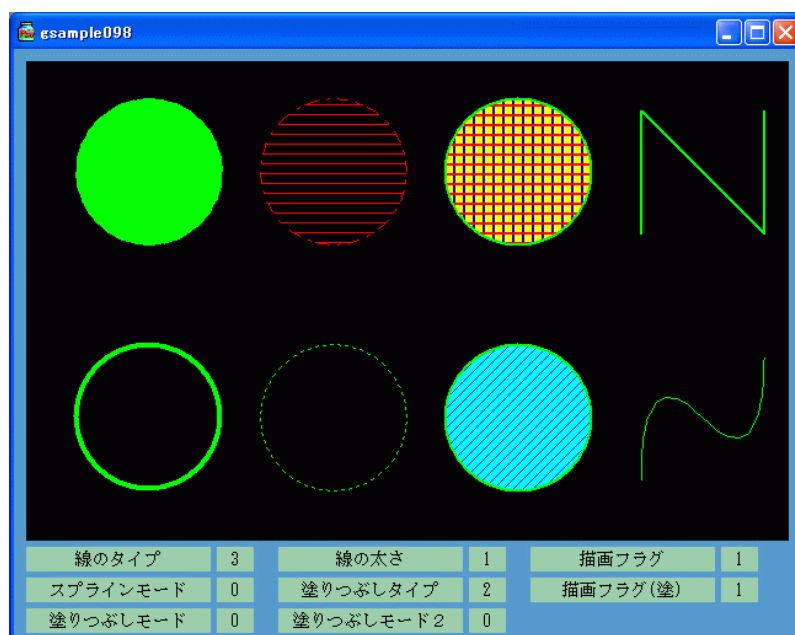 gsample098
線のタイプ 3 線の太さ 1 描画フラグ 1
スプラインモード 0 塗りつぶしタイプ 2 描画フラグ(塗) 1
塗りつぶしモード 0 塗りつぶしモード２ 0